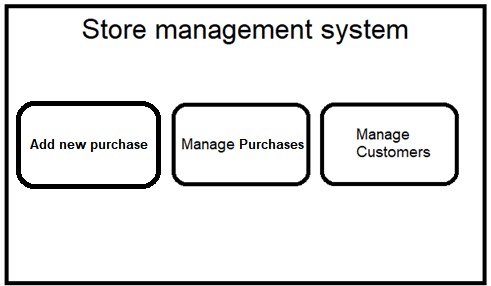 Store management system
Add new purchase
Manage Purchases
Manage
Customers